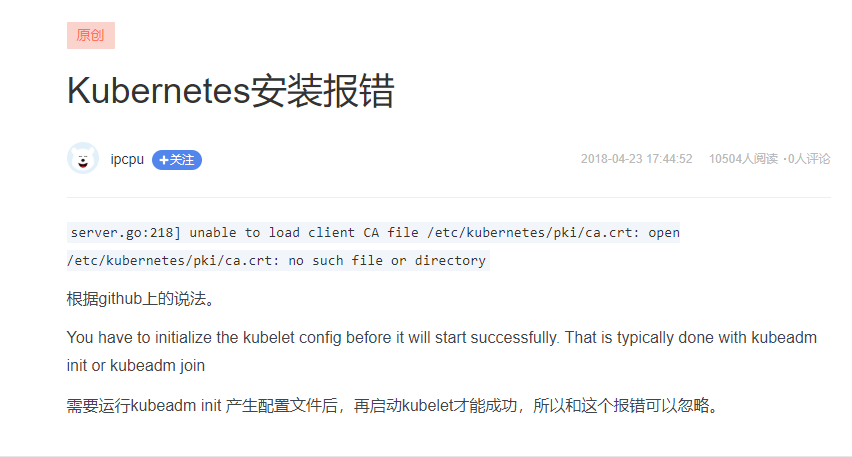 原创
Kubernetes安装报错
ipcpu +关注 2018-04-23 17:44:52 10504人阅读 ·0人评论
server.go:218] unable to load client CA file /etc/kubernetes/pki/ca.crt: open
/etc/kubernetes/pki/ca.crt: no such file or directory
根据github上的说法。
You have to initialize the kubelet config before it will start successfully. That is typically done with kubeadm
init or kubeadm join
需要运行kubeadm init 产生配置文件后，再启动kubelet才能成功，所以和这个报错可以忽略。